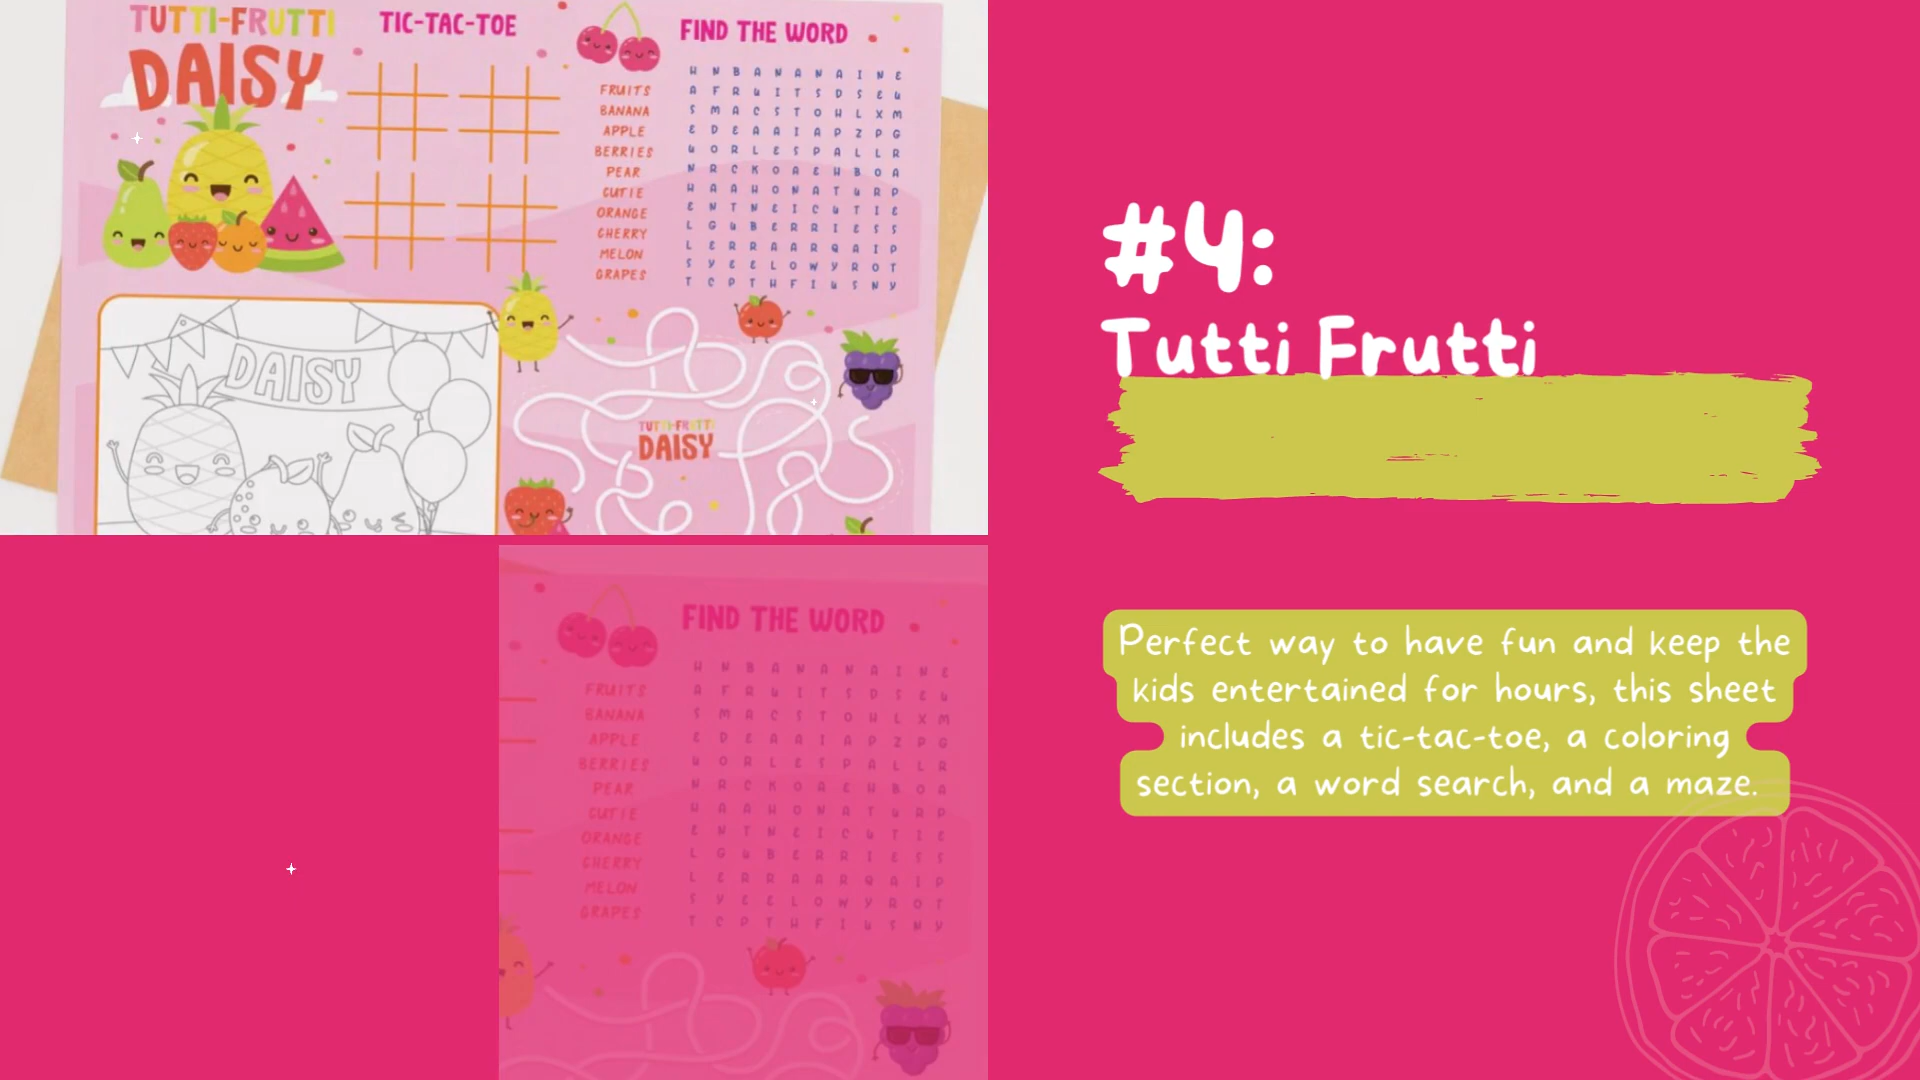 TUTTI-FRUTTI
DAISY
TIC-TAC-TOE
FIND THE WORD
FRUITS
BANANA
APPLE
BERRIES
PEAR
CUTIE
ORANGE
CHERRY
MELON
GRAPES
H N B A N A N A I N E
A F R U I T S D S E U
S M A C S T O H L X M
E D E A A I A P Z P G
U O R L E S P A L L R
N R C K O A E H B O A
H A A H O N A T U R P
E N T N E I C U T I E
L G U B E R R I E S S
L E R R A A R Q A I P
S Y E E L O W Y R O T
T C P T H F I U S N Y
DAISY
TUTTI-FRUTTI
DAISY
FIND THE WORD
FRUITS
BANANA
APPLE
BERRIES
PEAR
CUTIE
ORANGE
CHERRY
MELON
GRAPES
H N B A N A N A I N E
A F R U I T S D S E U
S M A C S T O H L X M
E D E A A I A P Z P G
U O R L E S P A L L R
N R C K O A E H B O A
H A A H O N A T U R P
E N T N E I C U T I E
L G U B E R R I E S S
L E R R A A R Q A I P
S Y E E L O W Y R O T
T C P T H F I U S N Y
#4:
Tutti Frutti
Perfect way to have fun and keep the
kids entertained for hours, this sheet
includes a tic-tac-toe, a coloring
section, a word search, and a maze.